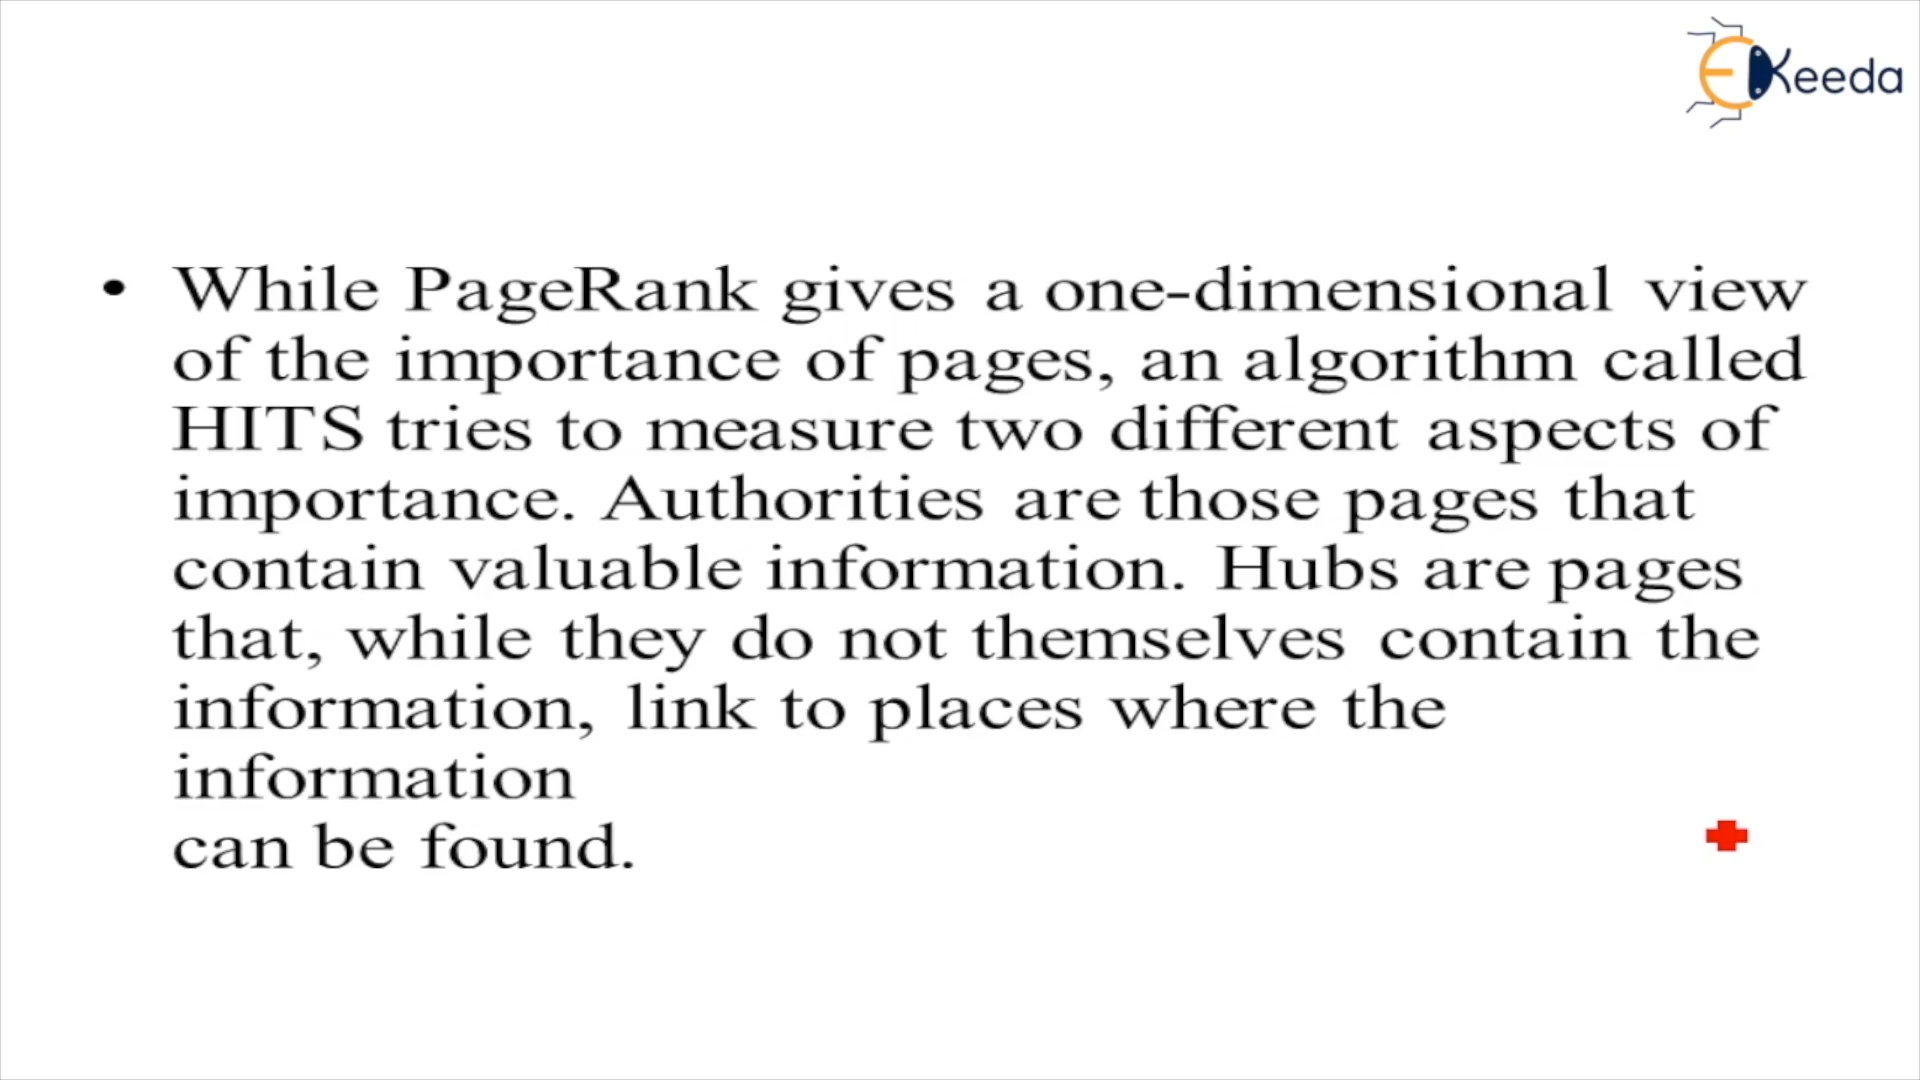 EKeeda
• While PageRank gives a one-dimensional view
of the importance of pages, an algorithm called
HITS tries to measure two different aspects of
importance. Authorities are those pages that
contain valuable information. Hubs are pages
that, while they do not themselves contain the
information, link to places where the
information
can be found.